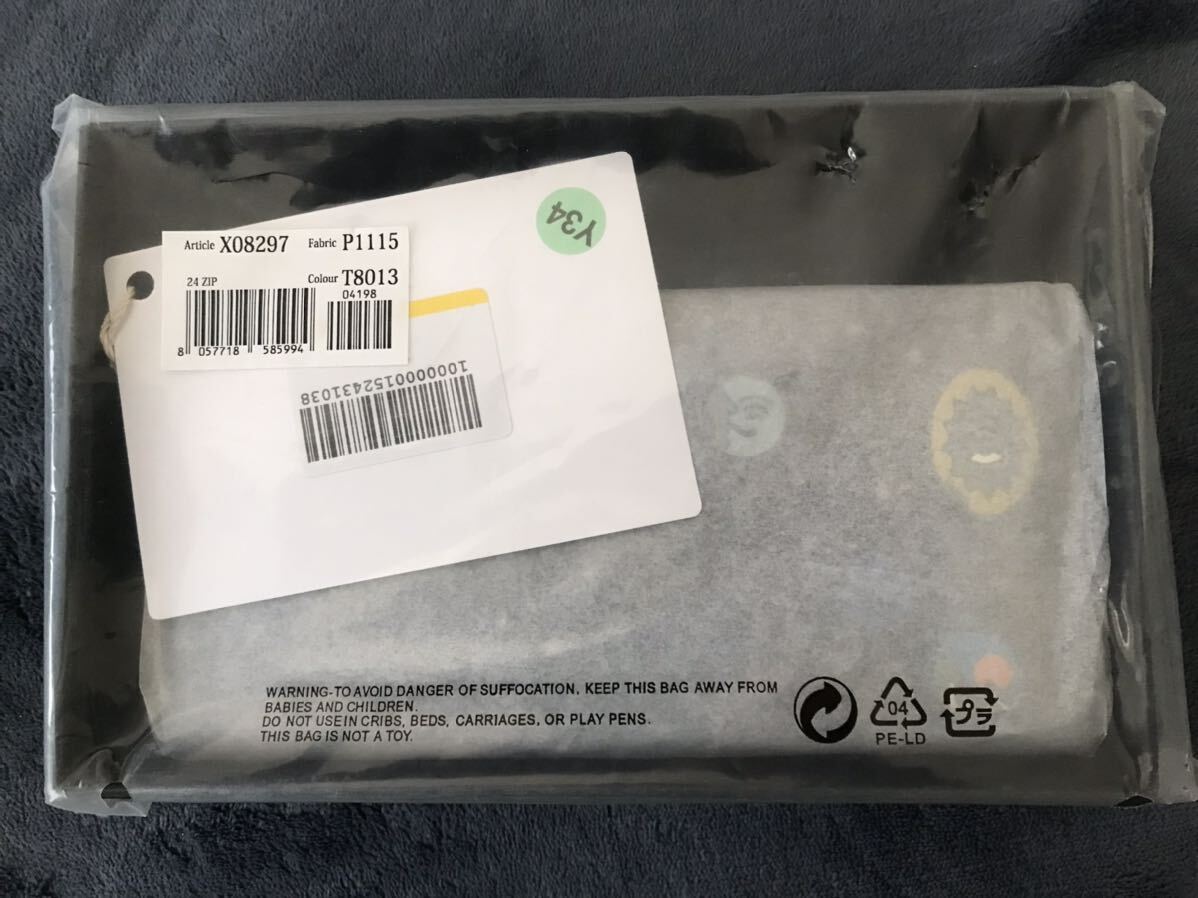 Article X08297 Fabric P1115
24 ZIP Colour T8013
04198
8 057718 585994
Y34
1000000152431038
WARNING-TO AVOID DANGER OF SUFFOCATION, KEEP THIS BAG AWAY FROM
BABIES AND CHILDREN.
DO NOT USEIN CRIBS, BEDS, CARRIAGES, OR PLAY PENS.
THIS BAG IS NOT A TOY.
04
PE-LD
プラ